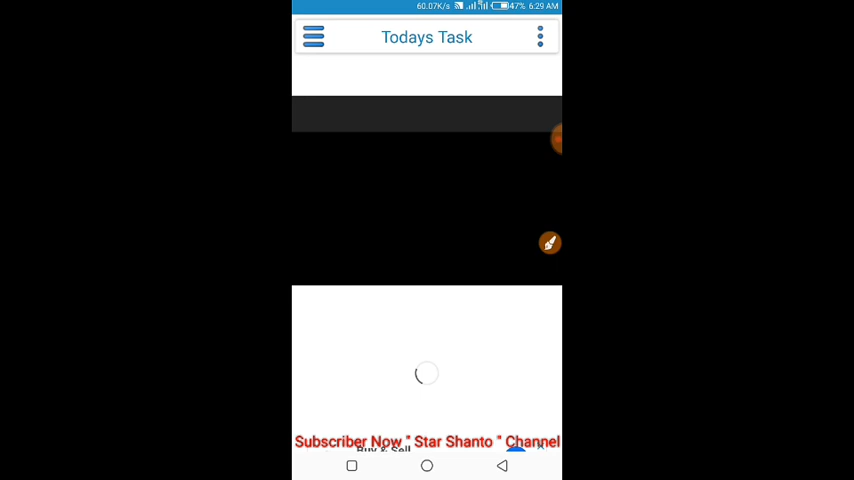 60.07K/s 47% 6:29 AM
Todays Task
Subscriber Now " Star Shanto " Channel
Buy & Sell